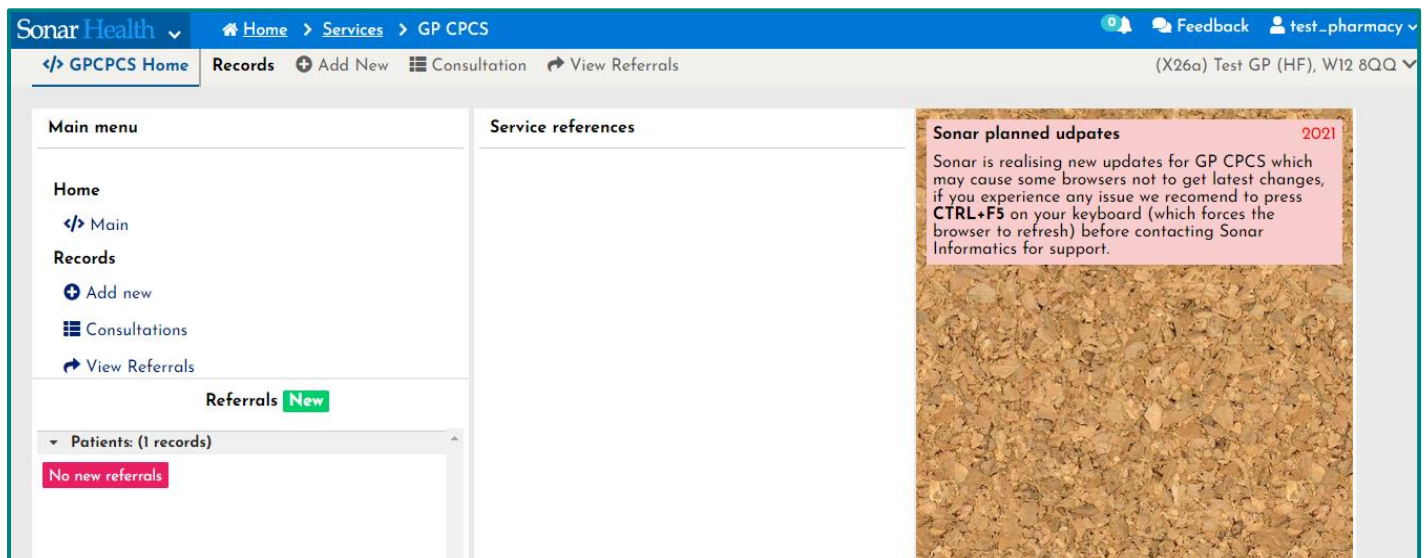 Sonar Health Home > Services > GP CPCS 0 Feedback test_pharmacy
</> GPCPCS Home Records Add New Consultation View Referrals (X26a) Test GP (HF), W12 8QQ
Main menu
Home
</> Main
Records
Add new
Consultations
View Referrals
Referrals New
Patients: (1 records)
No new referrals
Service references
Sonar planned udpates 2021
Sonar is realising new updates for GP CPCS which
may cause some browsers not to get latest changes,
if you experience any issue we recomend to press
CTRL+F5 on your keyboard (which forces the
browser to refresh) before contacting Sonar
Informatics for support.